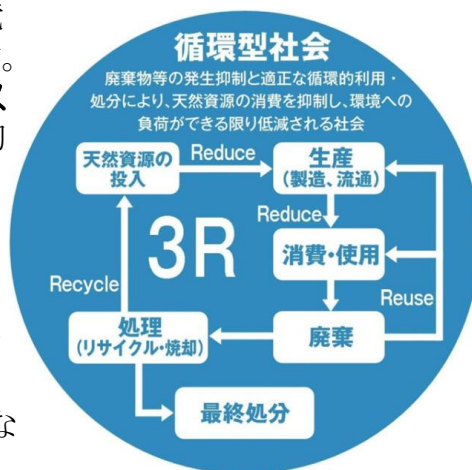 循環型社会
廃棄物等の発生抑制と適正な循環的利用・
処分により、天然資源の消費を抑制し、環境への
負荷ができる限り低減される社会
天然資源の
投入
Reduce
生産
(製造、流通)
Reduce
3R
消費・使用
Recycle
Reuse
処理
(リサイクル・焼却)
廃棄
最終処分
な